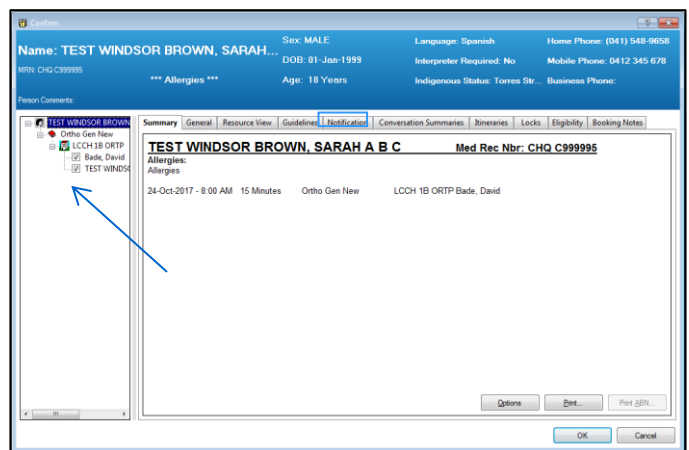 Confirm
Name: TEST WINDSOR BROWN, SARAH...
Sex: MALE
Language: Spanish
Home Phone: (041) 548-9658
MRN: CHQ C999995
DOB: 01-Jan-1999
Interpreter Required: No
Mobile Phone: 0412 345 678
*** Allergies ***
Age: 18 Years
Indigenous Status: Torres Str...
Business Phone:
Person Comments:
TEST WINDSOR BROWN
Ortho Gen New
LCCH 1B ORTP
Bade, David
TEST WINDSO
Summary General Resource View Guidelines Notification Conversation Summaries Itineraries Locks Eligibility Booking Notes
TEST WINDSOR BROWN, SARAH A B C Med Rec Nbr: CHQ C999995
Allergies:
Allergies
24-Oct-2017 - 8:00 AM 15 Minutes Ortho Gen New LCCH 1B ORTP Bade, David
Options Print... Print ABN...
OK Cancel